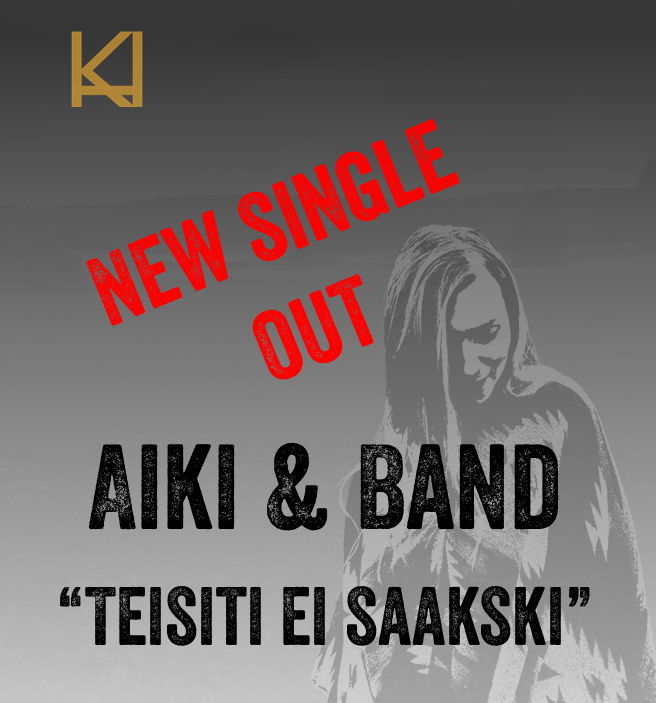 NEW SINGLE
OUT
AIKI & BAND
“TEISITI EI SAAKSKI”